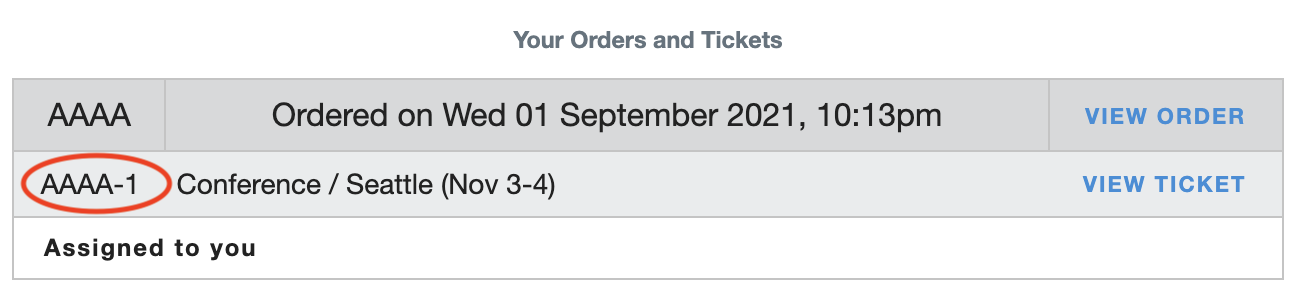 Your Orders and Tickets
AAAA Ordered on Wed 01 September 2021, 10:13pm VIEW ORDER
AAAA-1 Conference / Seattle (Nov 3-4) VIEW TICKET
Assigned to you